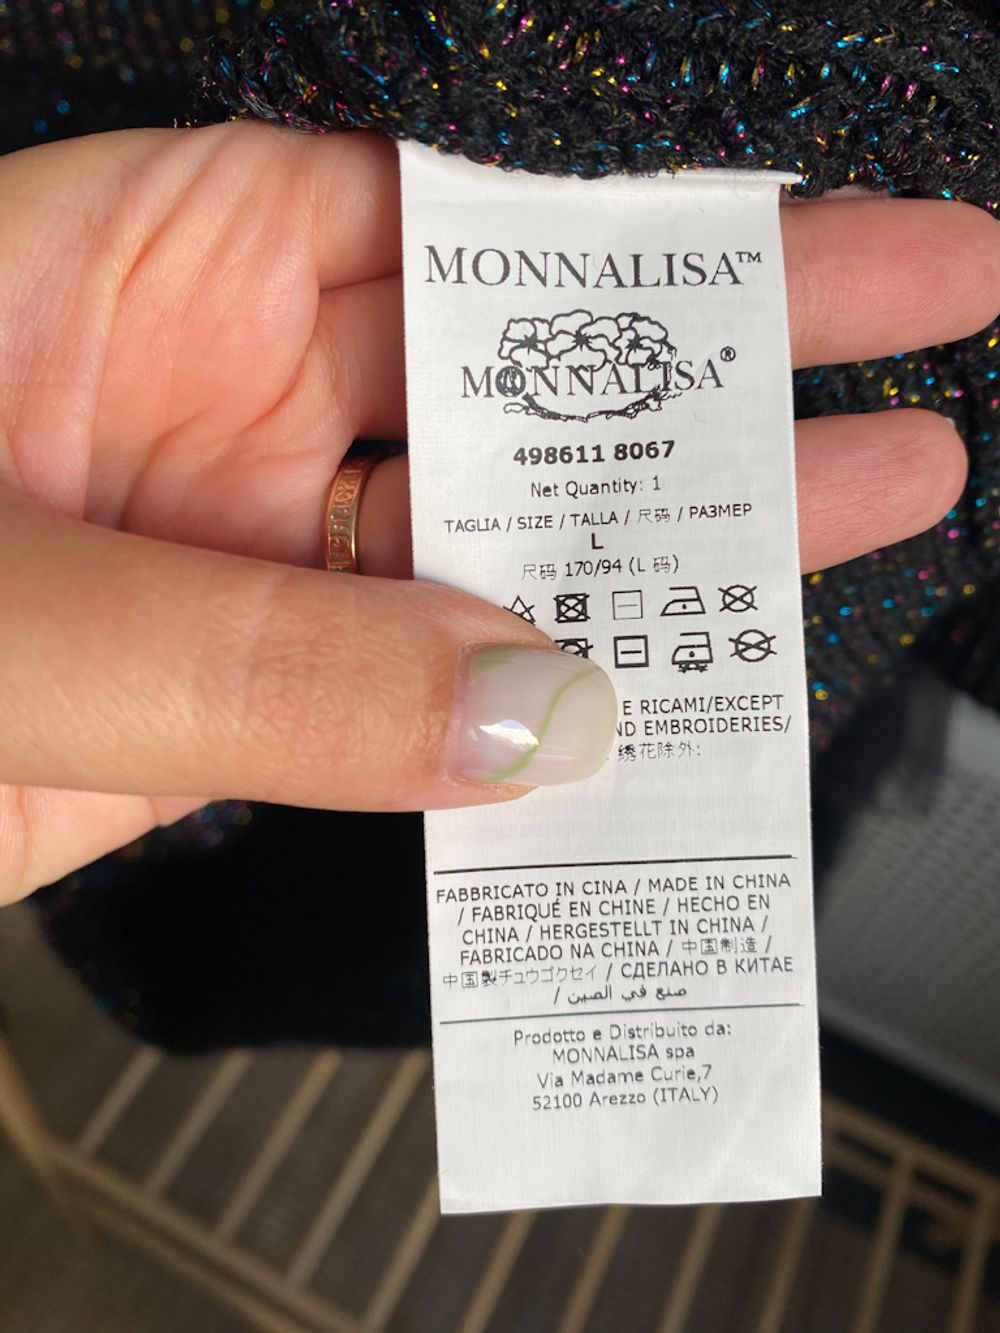 MONNALISA™
MONNALISA®
498611 8067
Net Quantity: 1
TAGLIA / SIZE / TALLA / 尺码 / РАЗМЕР
L
尺码 170/94 (L 码)
E RICAMI/EXCEPT
ND EMBROIDERIES/
绣花除外:
FABBRICATO IN CINA / MADE IN CHINA
/ FABRIQUÉ EN CHINE / HECHO EN
CHINA / HERGESTELLT IN CHINA /
FABRICADO NA CHINA / 中国制造 /
中国製チュウゴクセイ / СДЕЛАНО В КИТАЕ
/ صنع في الصين
Prodotto e Distribuito da:
MONNALISA spa
Via Madame Curie,7
52100 Arezzo (ITALY)